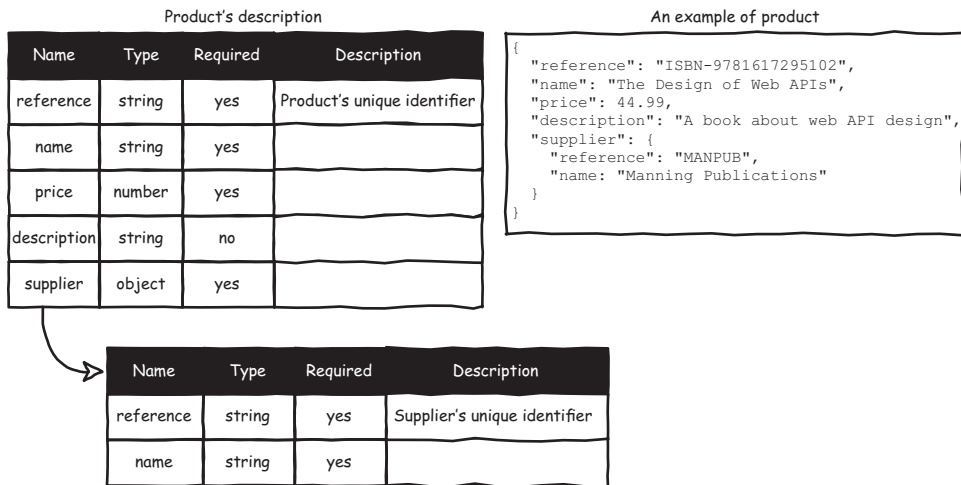 Product's description
Name Type Required Description
reference string yes Product's unique identifier
name string yes
price number yes
description string no
supplier object yes
An example of product
{
"reference": "ISBN-9781617295102",
"name": "The Design of Web APIs",
"price": 44.99,
"description": "A book about web API design",
"supplier": {
"reference": "MANPUB",
"name: "Manning Publications"
}
}
Name Type Required Description
reference string yes Supplier's unique identifier
name string yes